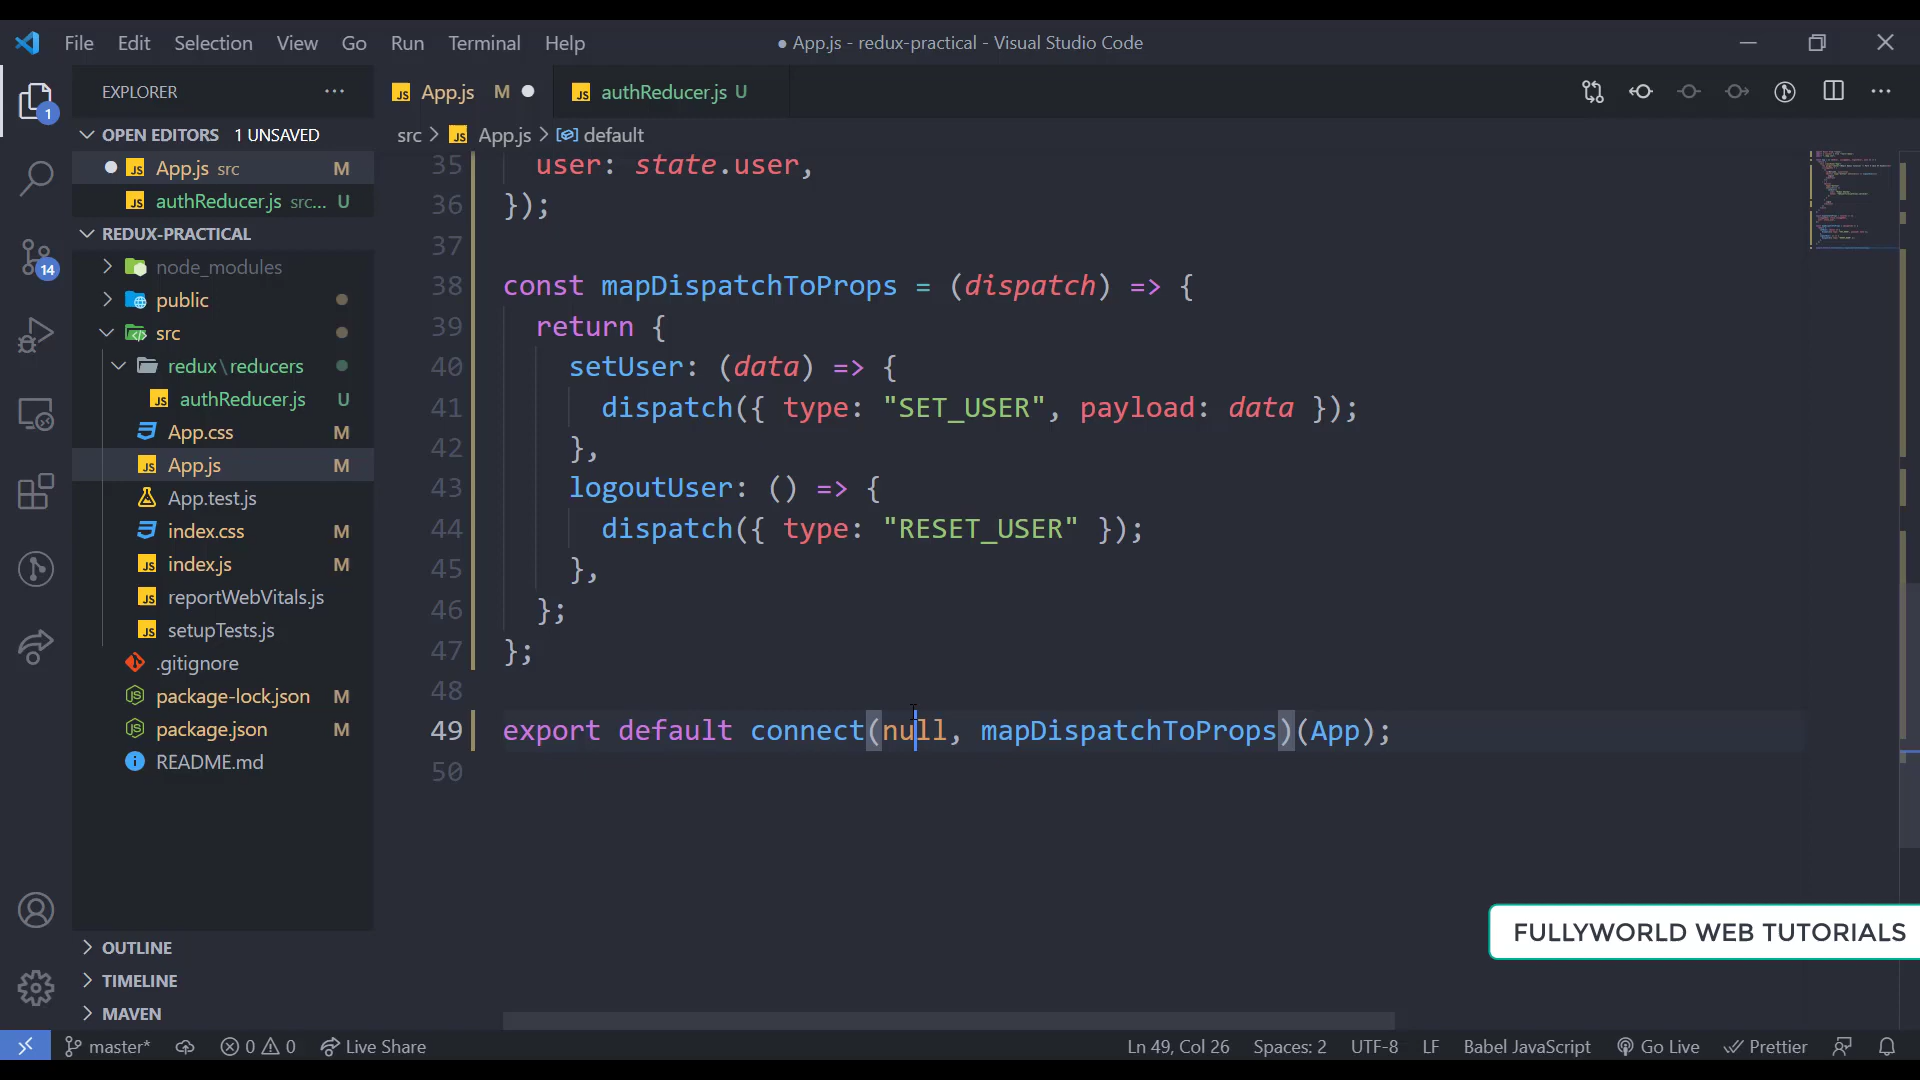 File Edit Selection View Go Run Terminal Help
● App.js - redux-practical - Visual Studio Code
EXPLORER
OPEN EDITORS 1 UNSAVED
App.js src M
authReducer.js src... U
REDUX-PRACTICAL
node_modules
public
src
redux\reducers
authReducer.js U
App.css M
App.js M
App.test.js
index.css M
index.js M
reportWebVitals.js
setupTests.js
.gitignore
package-lock.json M
package.json M
README.md
OUTLINE
TIMELINE
MAVEN
1
14
App.js M
authReducer.js U
src > App.js > default
35 user: state.user,
36 });
37
38 const mapDispatchToProps = (dispatch) => {
39 return {
40 setUser: (data) => {
41 dispatch({ type: "SET_USER", payload: data });
42 },
43 logoutUser: () => {
44 dispatch({ type: "RESET_USER" });
45 },
46 };
47 };
48
49 export default connect(null, mapDispatchToProps)(App);
50
FULLYWORLD WEB TUTORIALS
master* 0 0 Live Share
Ln 49, Col 26 Spaces: 2 UTF-8 LF Babel JavaScript Go Live Prettier